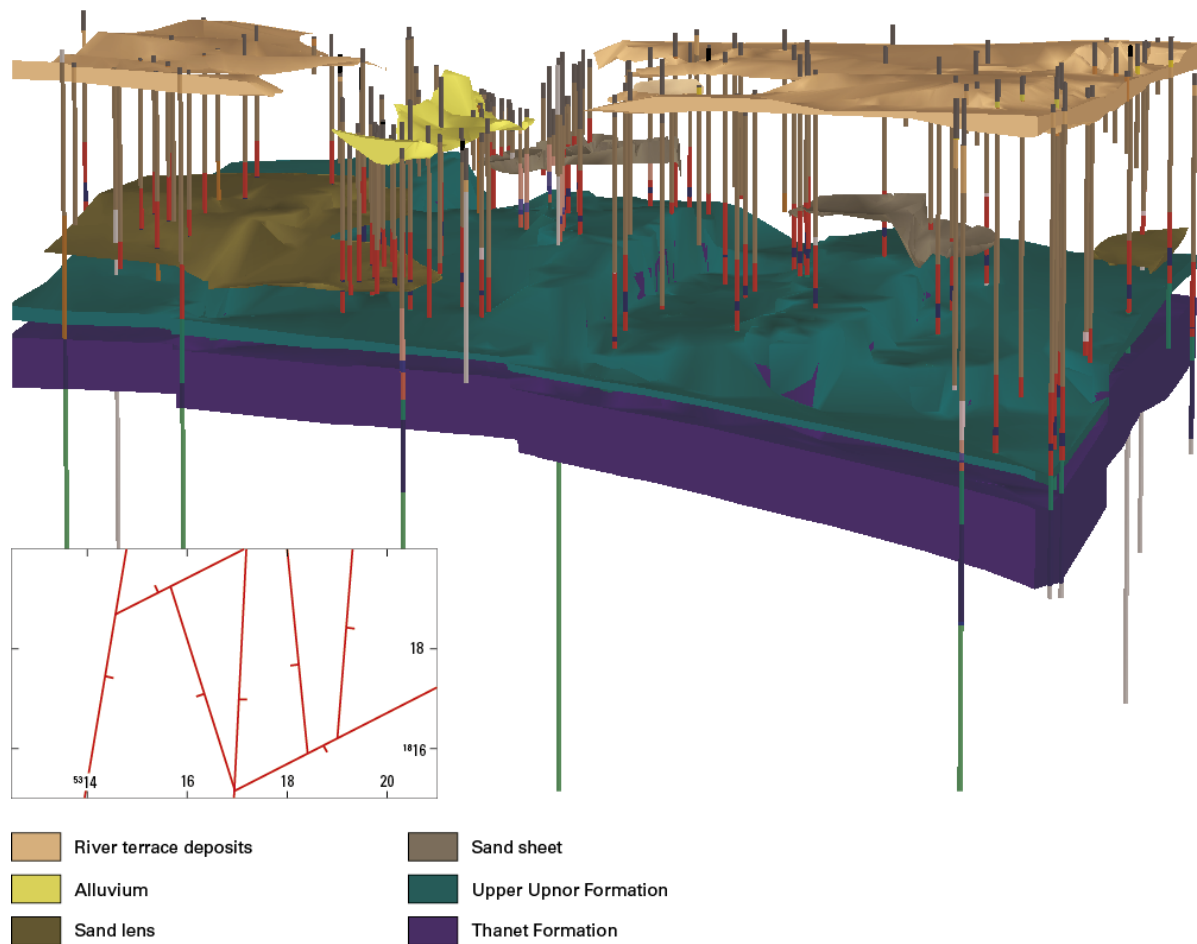 18
⁵³14 16 18 20
¹⁸16
River terrace deposits
Alluvium
Sand lens
Sand sheet
Upper Upnor Formation
Thanet Formation